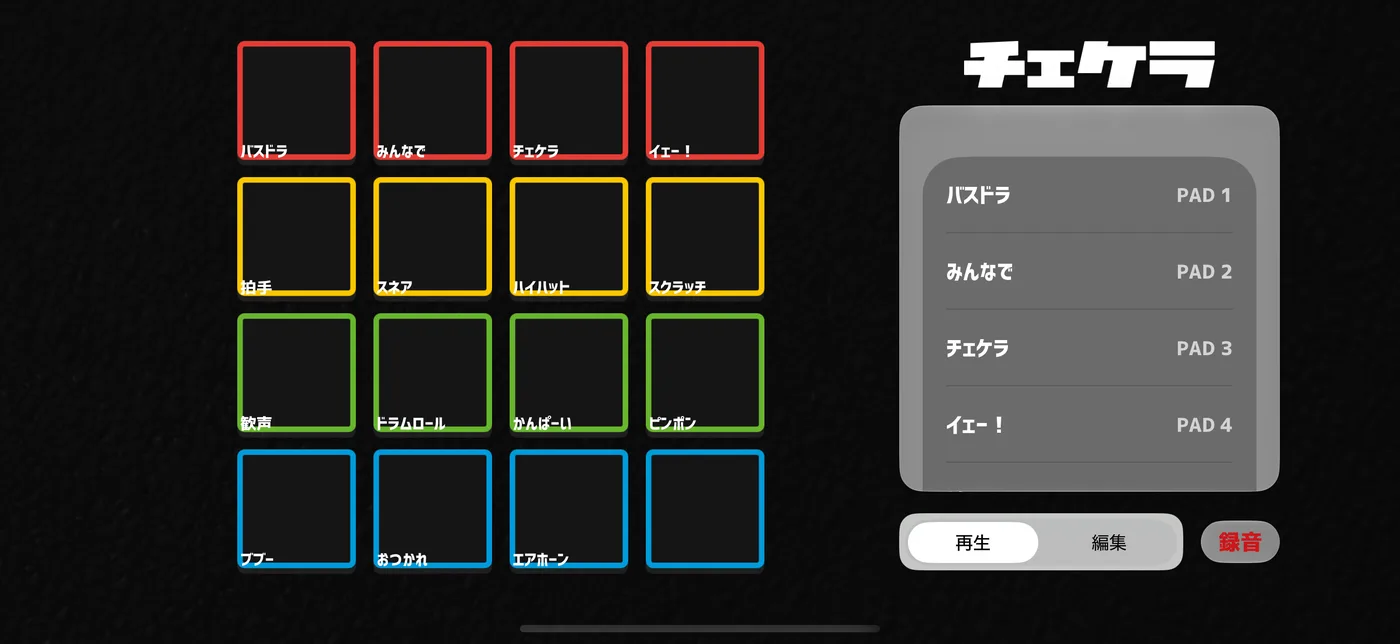 バスドラ みんなで チェケラ イェー！
拍手 スネア ハイハット スクラッチ
歓声 ドラムロール かんぱーい ピンポン
ブブー おつかれ エアホーン
チェケラ
バスドラ PAD 1
みんなで PAD 2
チェケラ PAD 3
イェー！ PAD 4
再生 編集 録音